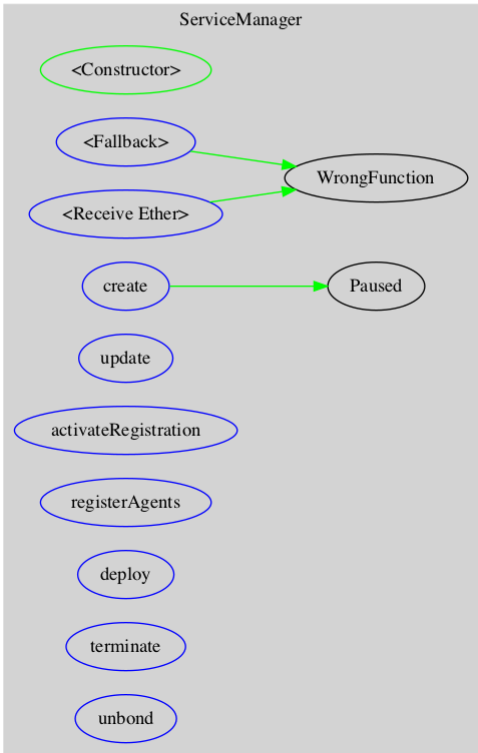 ServiceManager
<Constructor>
<Fallback>
WrongFunction
<Receive Ether>
create
Paused
update
activateRegistration
registerAgents
deploy
terminate
unbond